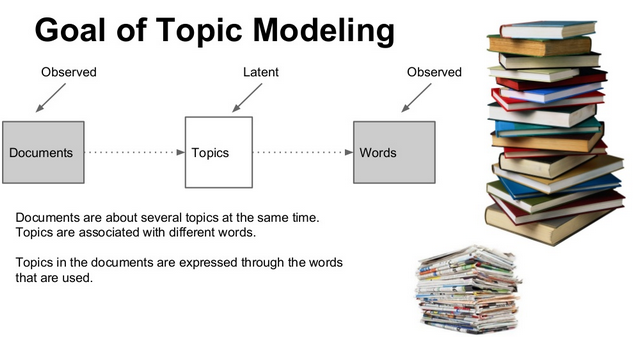 Goal of Topic Modeling
Observed
Latent
Observed
Documents
Topics
Words
Documents are about several topics at the same time.
Topics are associated with different words.
Topics in the documents are expressed through the words
that are used.